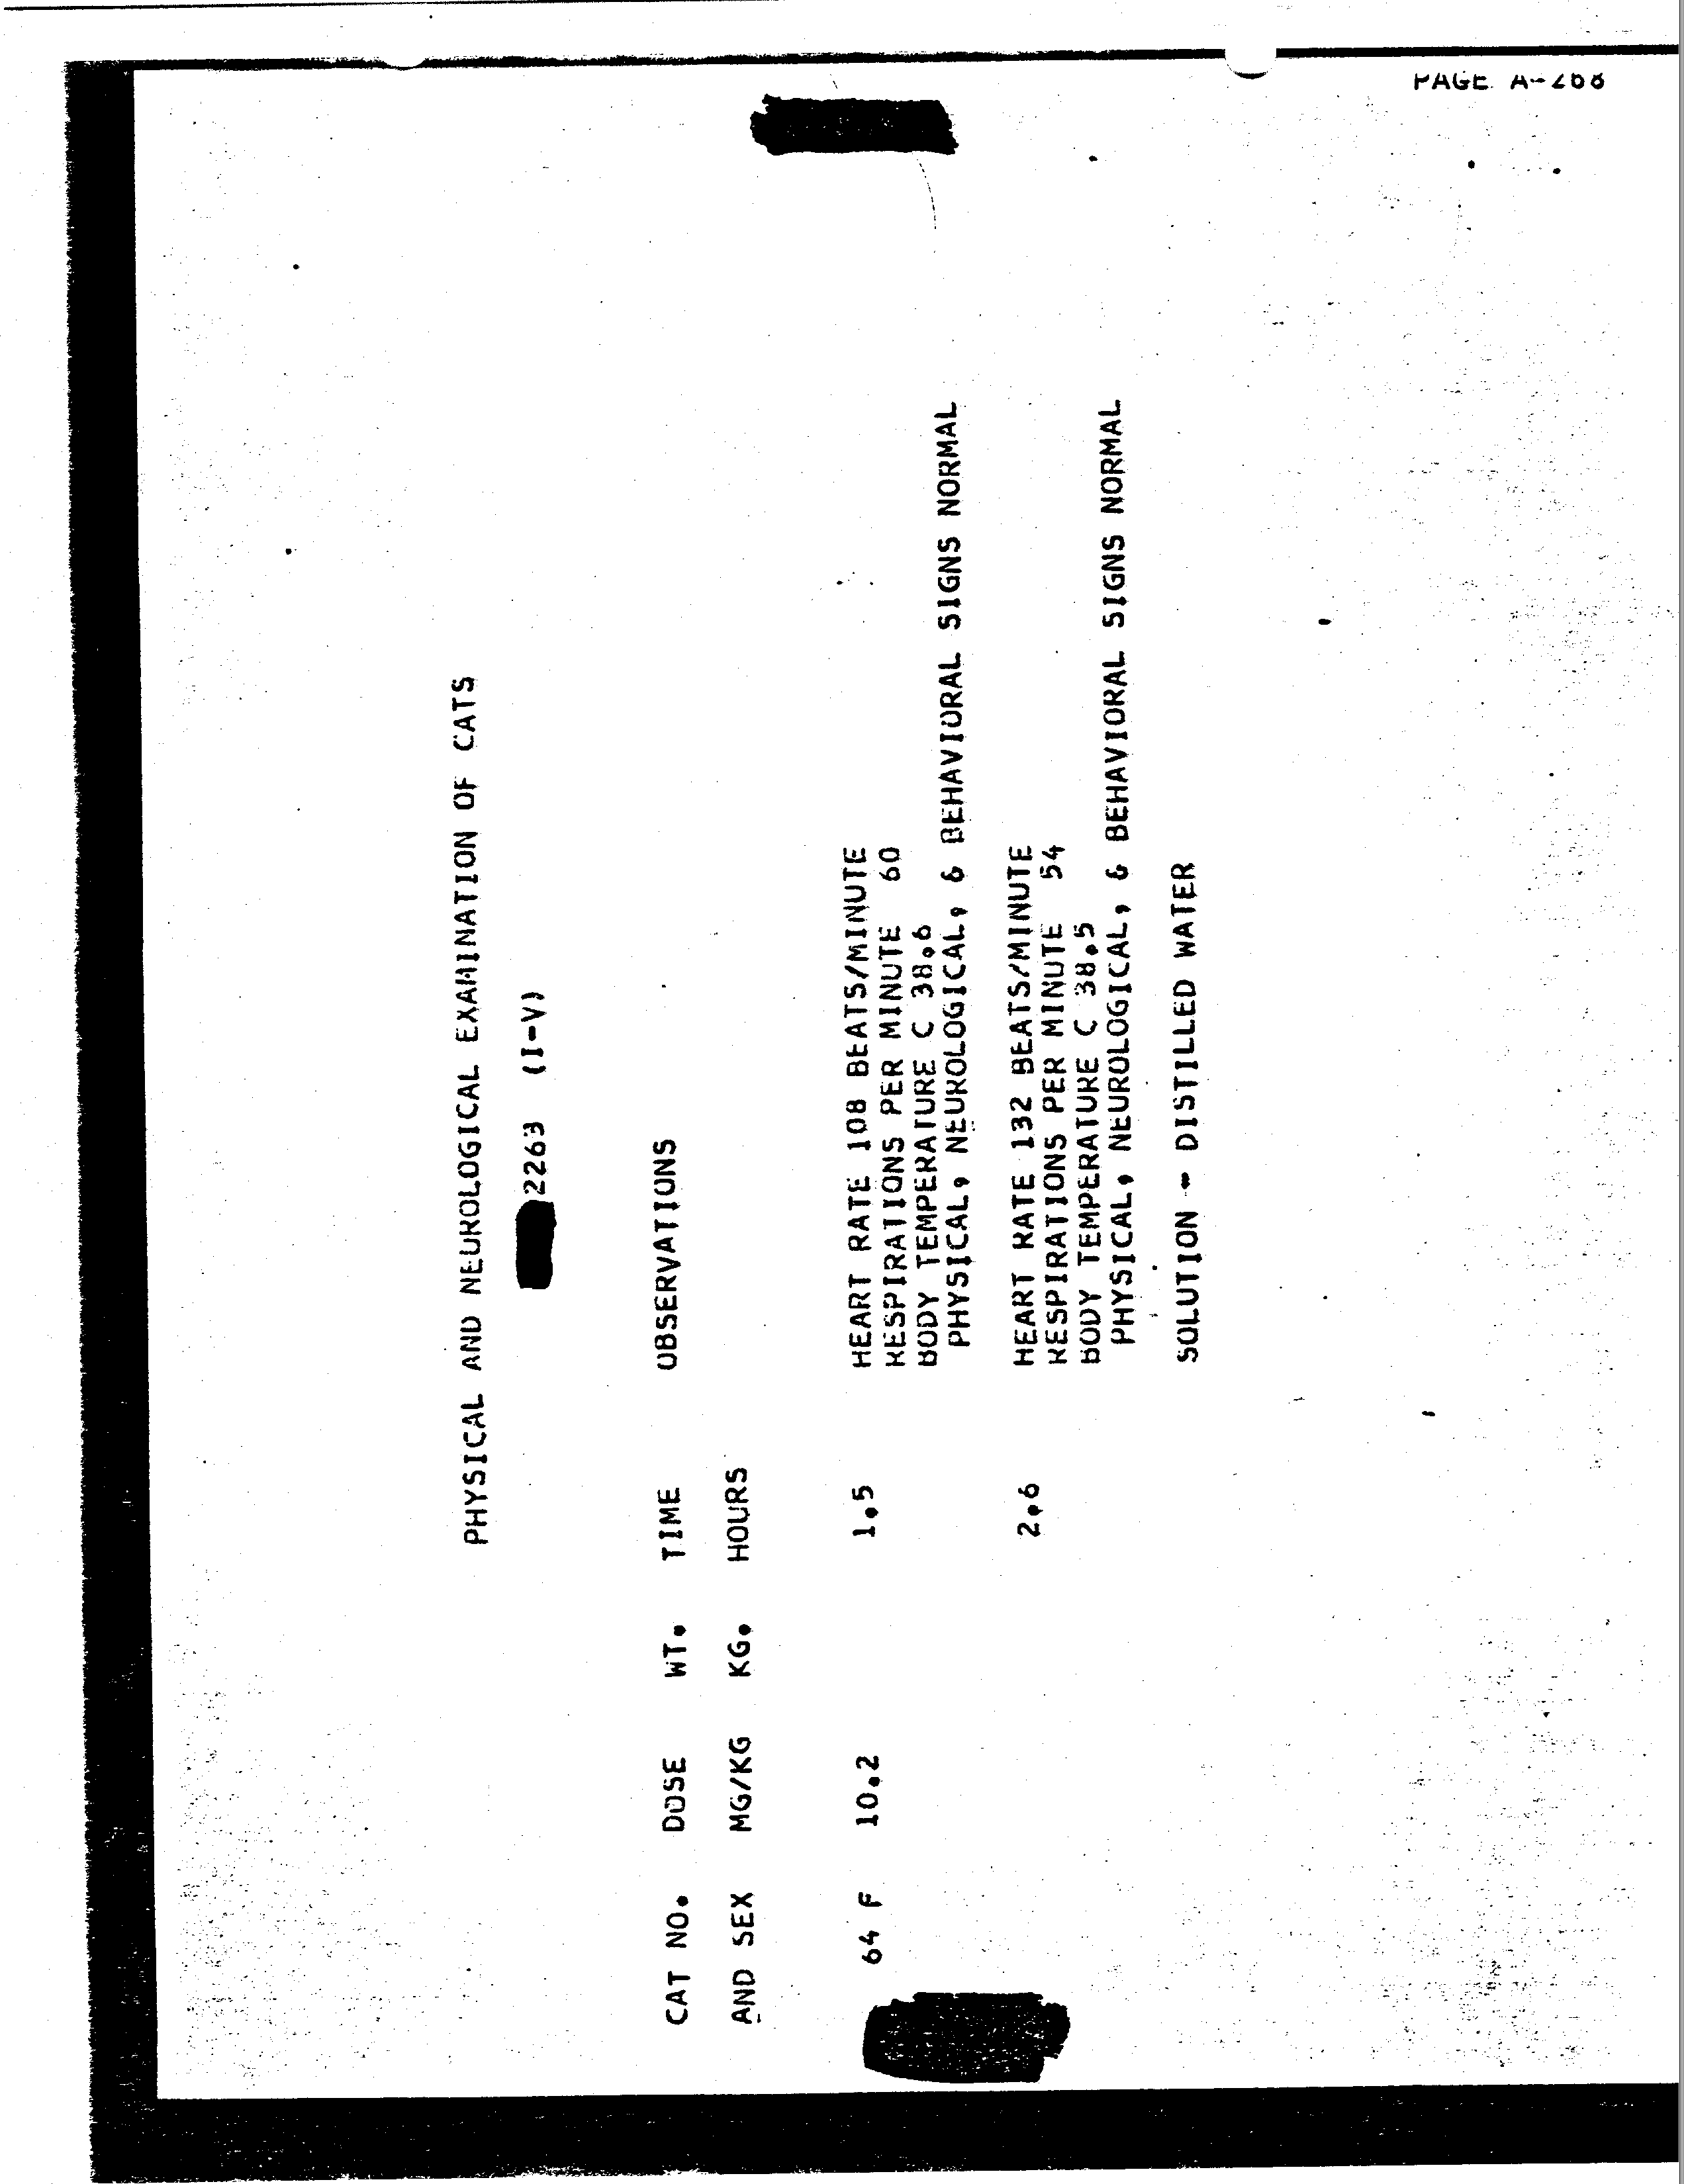 PAGE A-268
PHYSICAL AND NEUROLOGICAL EXAMINATION OF CATS
2263 (I-V)
CAT NO. DOSE WT. TIME OBSERVATIONS
AND SEX MG/KG KG. HOURS
64 F 10.2 1.5 HEART RATE 108 BEATS/MINUTE
RESPIRATIONS PER MINUTE 60
BODY TEMPERATURE C 38.6
PHYSICAL, NEUROLOGICAL, & BEHAVIORAL SIGNS NORMAL
2.6 HEART RATE 132 BEATS/MINUTE
RESPIRATIONS PER MINUTE 54
BODY TEMPERATURE C 38.5
PHYSICAL, NEUROLOGICAL, & BEHAVIORAL SIGNS NORMAL
SOLUTION - DISTILLED WATER